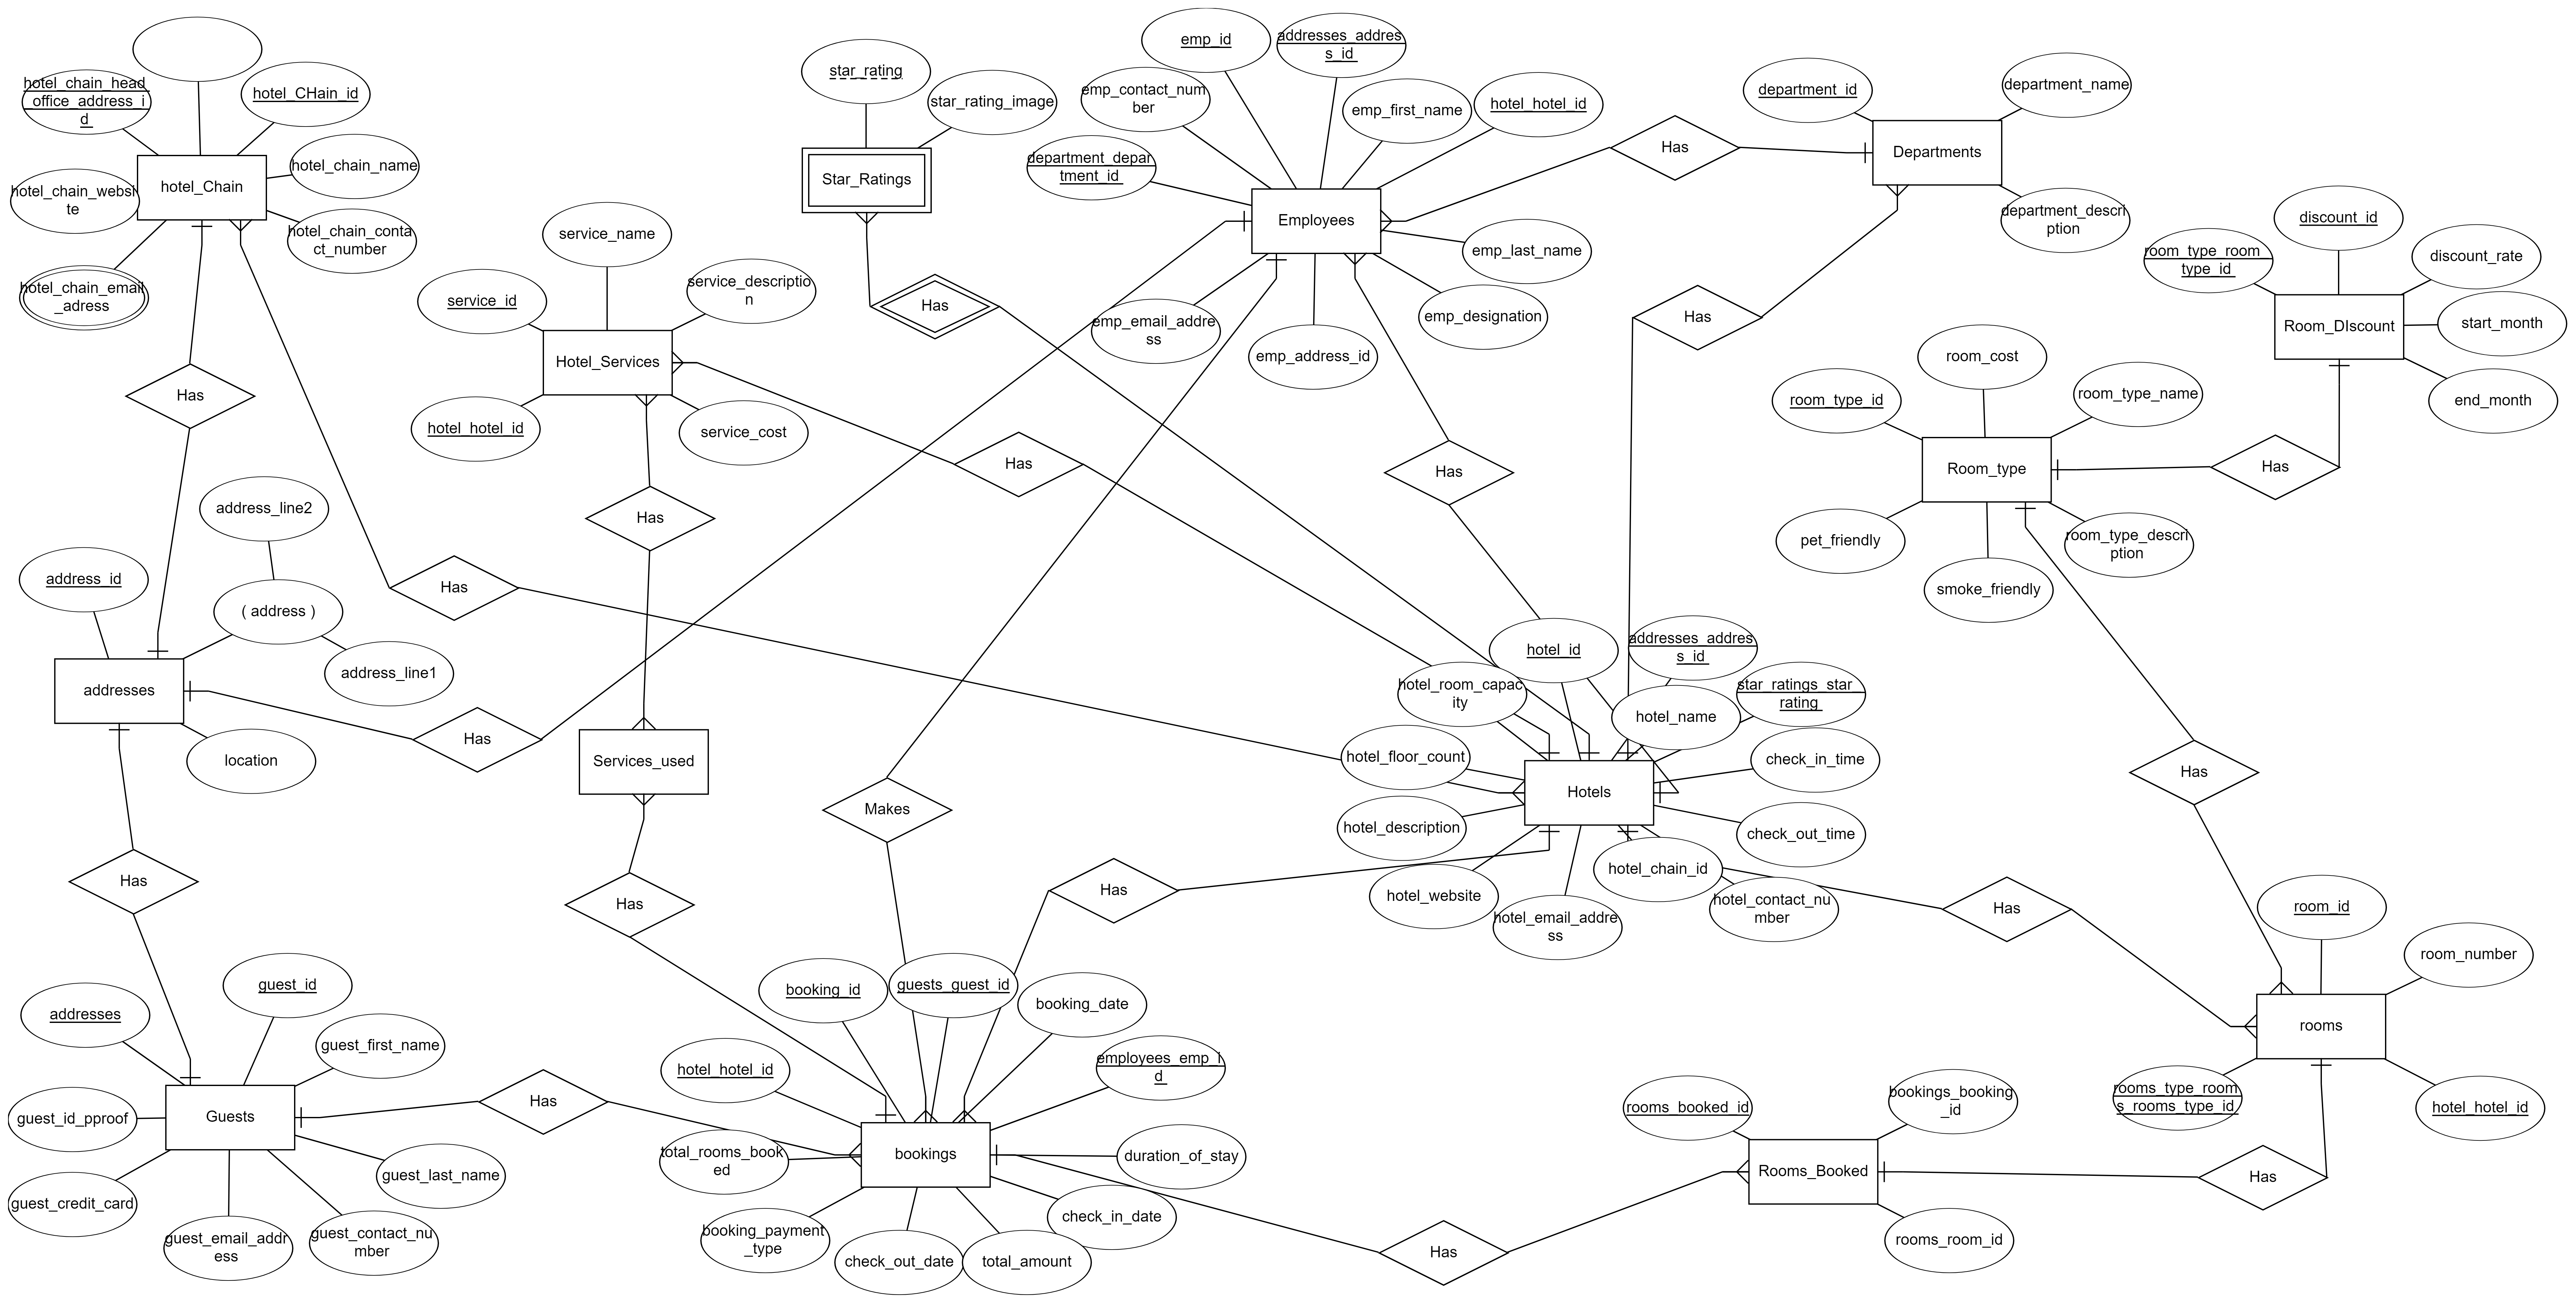 hotel_chain_head
_office_address_i
d
hotel_CHain_id
hotel_chain_name
hotel_Chain
hotel_chain_websi
te
hotel_chain_conta
ct_number
hotel_chain_email
_adress
Has
star_rating
star_rating_image
Star_Ratings
Has
service_name
service_id
service_descriptio
n
Hotel_Services
hotel_hotel_id
service_cost
Has
Has
emp_id
addresses_addres
s_id
emp_contact_num
ber
emp_first_name
hotel_hotel_id
department_depar
tment_id
Employees
emp_last_name
emp_email_addre
ss
emp_address_id
emp_designation
Has
Has
department_id
department_name
Departments
department_descri
ption
Has
discount_id
room_type_room_
type_id
discount_rate
Room_DIscount
start_month
end_month
room_cost
room_type_id
room_type_name
Room_type
Has
pet_friendly
room_type_descri
ption
smoke_friendly
address_line2
address_id
( address )
address_line1
addresses
location
Has
Has
Has
Services_used
Makes
Has
hotel_id
addresses_addres
s_id
hotel_room_capac
ity
star_ratings_star_
rating
hotel_name
hotel_floor_count
check_in_time
Hotels
hotel_description
check_out_time
hotel_chain_id
hotel_website
hotel_contact_nu
mber
hotel_email_addre
ss
Has
Has
Has
Has
room_id
room_number
rooms
rooms_type_room
s_rooms_type_id
hotel_hotel_id
guest_id
addresses
guest_first_name
guest_id_pproof
Guests
guest_last_name
guest_credit_card
guest_email_addr
ess
guest_contact_nu
mber
Has
booking_id
guests_guest_id
booking_date
hotel_hotel_id
employees_emp_i
d
total_rooms_book
ed
bookings
duration_of_stay
booking_payment
_type
check_in_date
check_out_date
total_amount
Has
rooms_booked_id
bookings_booking
_id
Rooms_Booked
rooms_room_id
Has